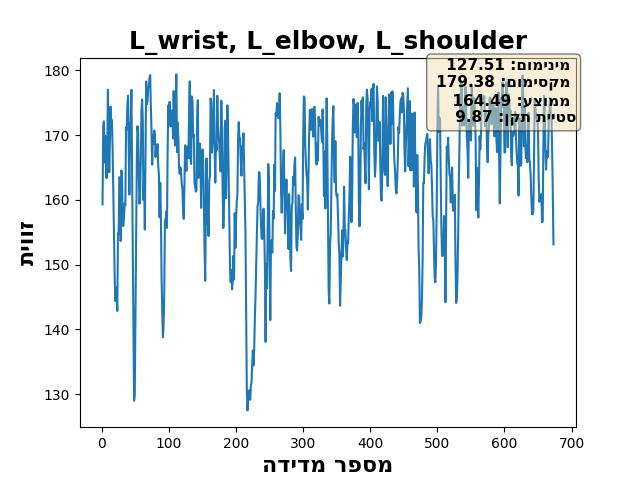 L_wrist, L_elbow, L_shoulder
מינימום: 127.51
מקסימום: 179.38
ממוצע: 164.49
סטיית תקן: 9.87
180
170
160
150
140
130
זווית
0 100 200 300 400 500 600 700
מספר מדידה